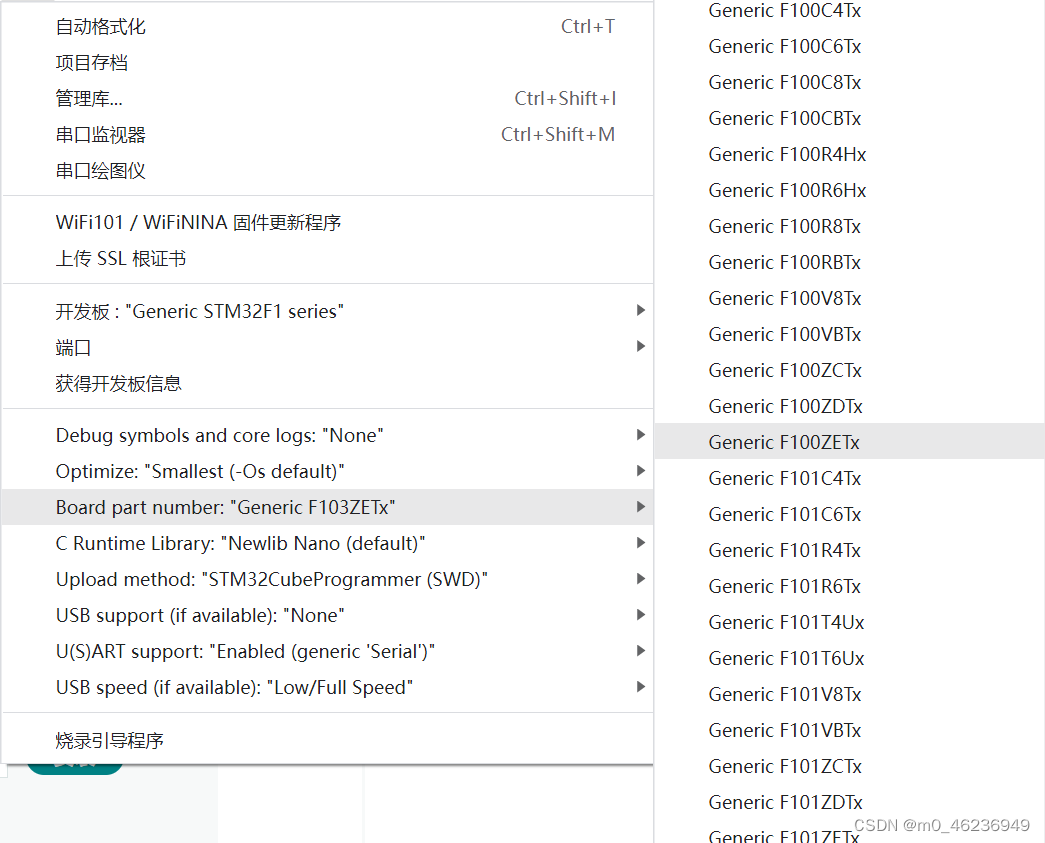 自动格式化 Ctrl+T
项目存档
管理库... Ctrl+Shift+I
串口监视器 Ctrl+Shift+M
串口绘图仪
WiFi101 / WiFiNINA 固件更新程序
上传 SSL 根证书
开发板 : "Generic STM32F1 series"
端口
获得开发板信息
Debug symbols and core logs: "None"
Optimize: "Smallest (-Os default)"
Board part number: "Generic F103ZETx"
C Runtime Library: "Newlib Nano (default)"
Upload method: "STM32CubeProgrammer (SWD)"
USB support (if available): "None"
U(S)ART support: "Enabled (generic 'Serial')"
USB speed (if available): "Low/Full Speed"
烧录引导程序
Generic F100C4Tx
Generic F100C6Tx
Generic F100C8Tx
Generic F100CBTx
Generic F100R4Hx
Generic F100R6Hx
Generic F100R8Tx
Generic F100RBTx
Generic F100V8Tx
Generic F100VBTx
Generic F100ZCTx
Generic F100ZDTx
Generic F100ZETx
Generic F101C4Tx
Generic F101C6Tx
Generic F101R4Tx
Generic F101R6Tx
Generic F101T4Ux
Generic F101T6Ux
Generic F101V8Tx
Generic F101VBTx
Generic F101ZCTx
Generic F101ZDTx
Generic F101ZETx
CSDN @m0_46236949